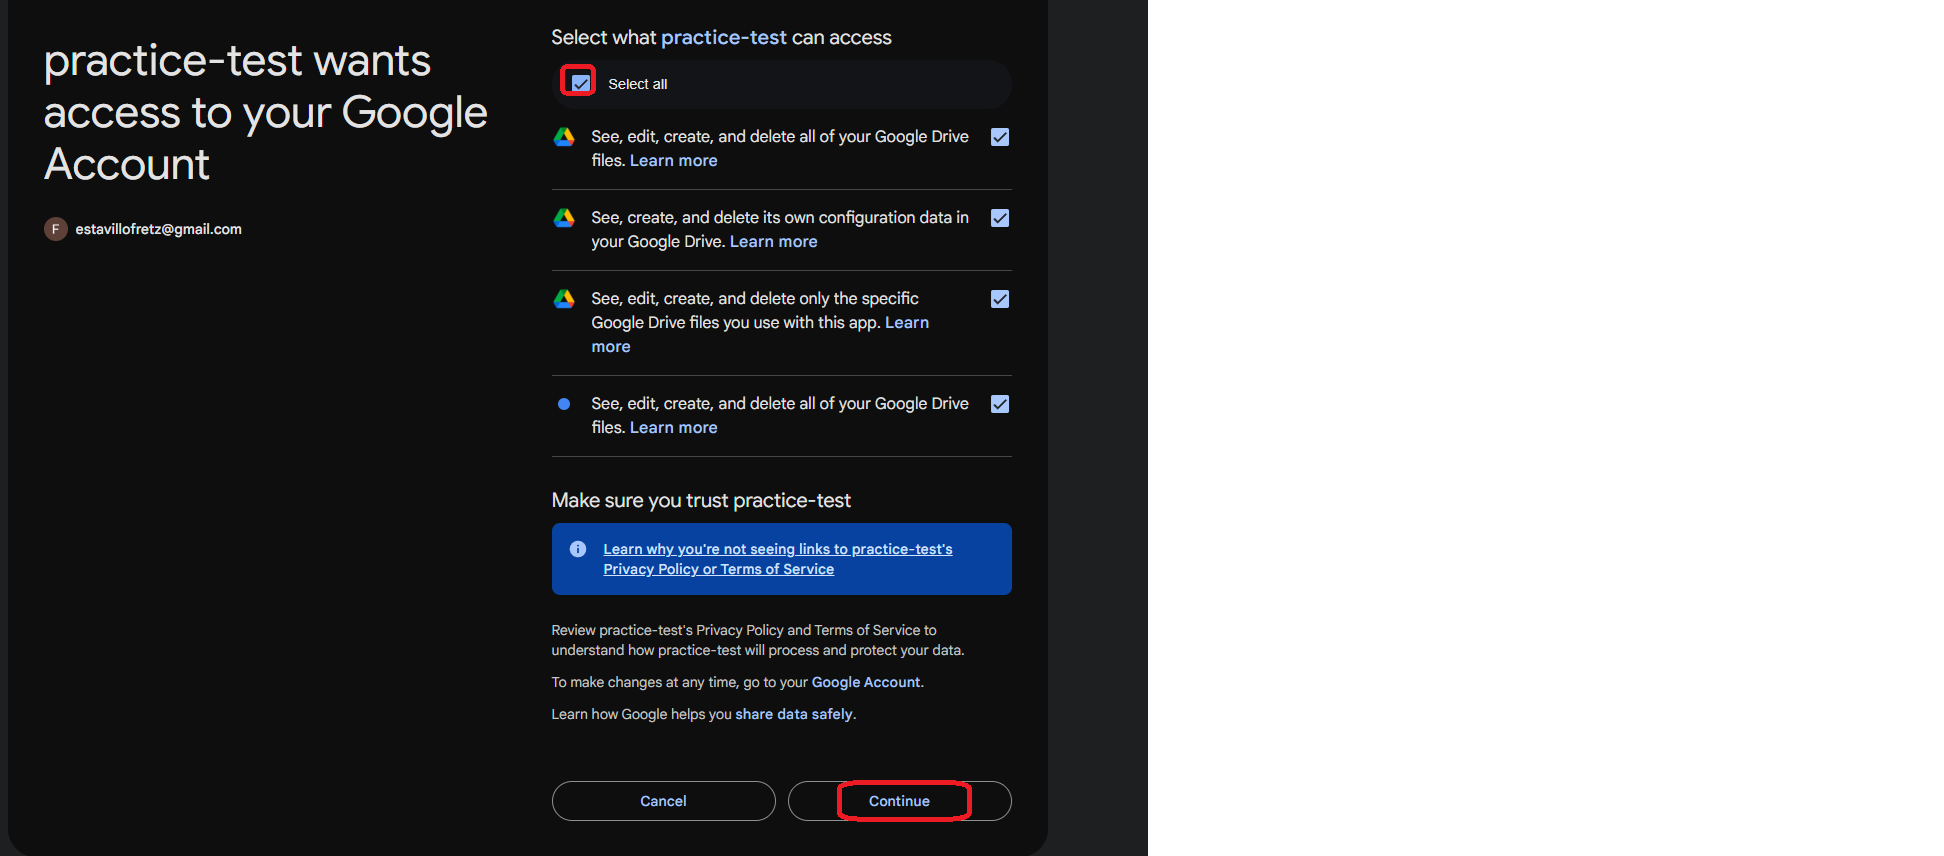 practice-test wants
access to your Google
Account
F
estavillofretz@gmail.com
Select what practice-test can access
Select all
See, edit, create, and delete all of your Google Drive
files. Learn more
See, create, and delete its own configuration data in
your Google Drive. Learn more
See, edit, create, and delete only the specific
Google Drive files you use with this app. Learn
more
See, edit, create, and delete all of your Google Drive
files. Learn more
Make sure you trust practice-test
Learn why you're not seeing links to practice-test's
Privacy Policy or Terms of Service
Review practice-test's Privacy Policy and Terms of Service to
understand how practice-test will process and protect your data.
To make changes at any time, go to your Google Account.
Learn how Google helps you share data safely.
Cancel
Continue